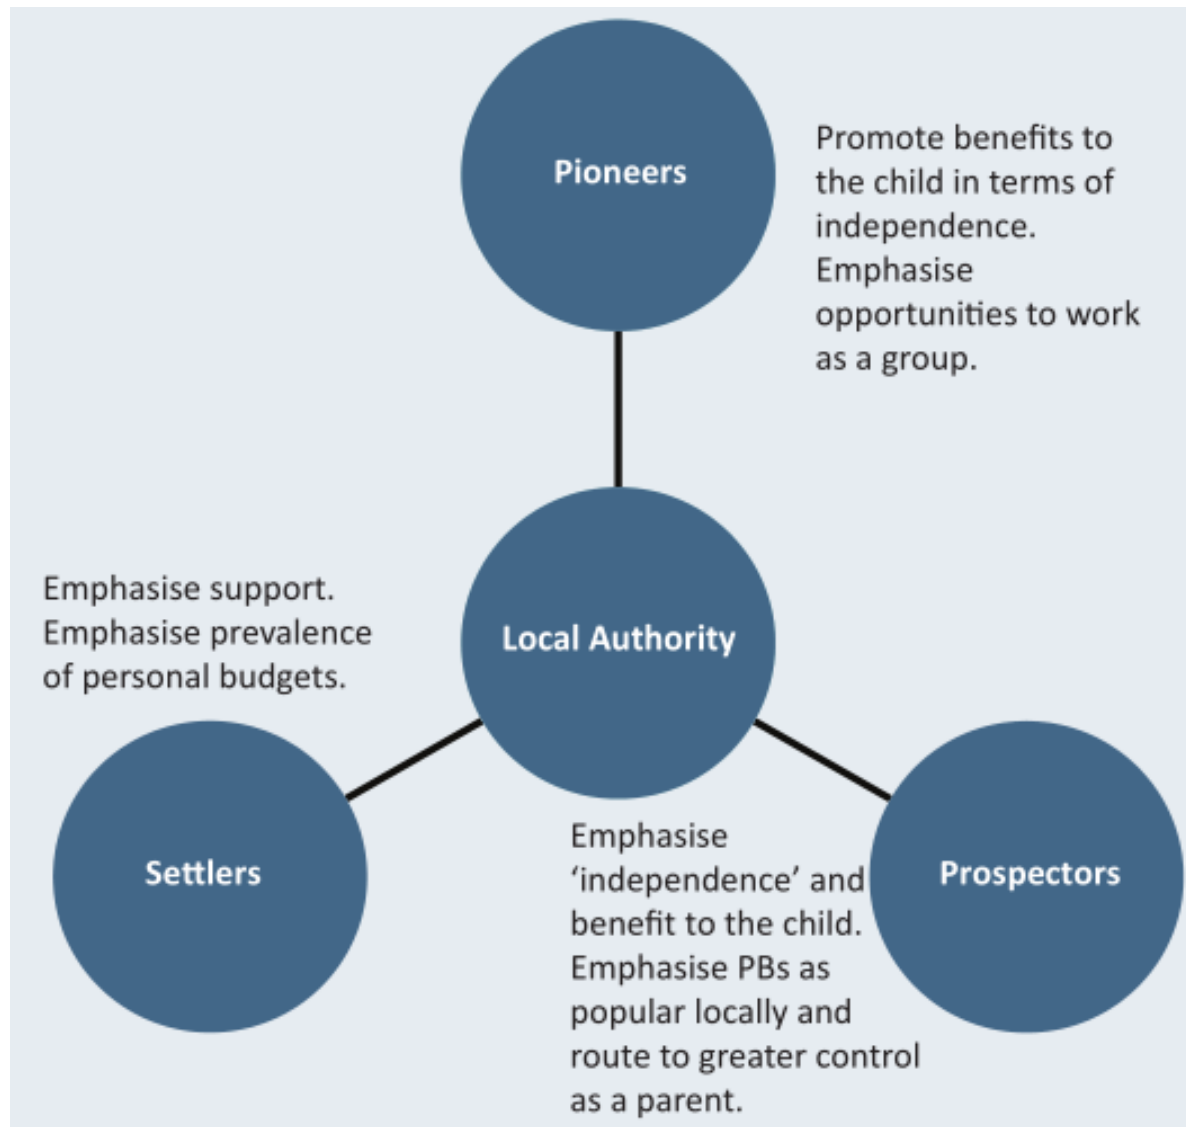 Pioneers
Promote benefits to
the child in terms of
independence.
Emphasise
opportunities to work
as a group.
Emphasise support.
Emphasise prevalence
of personal budgets.
Local Authority
Settlers
Emphasise
‘independence’ and
benefit to the child.
Emphasise PBs as
popular locally and
route to greater control
as a parent.
Prospectors